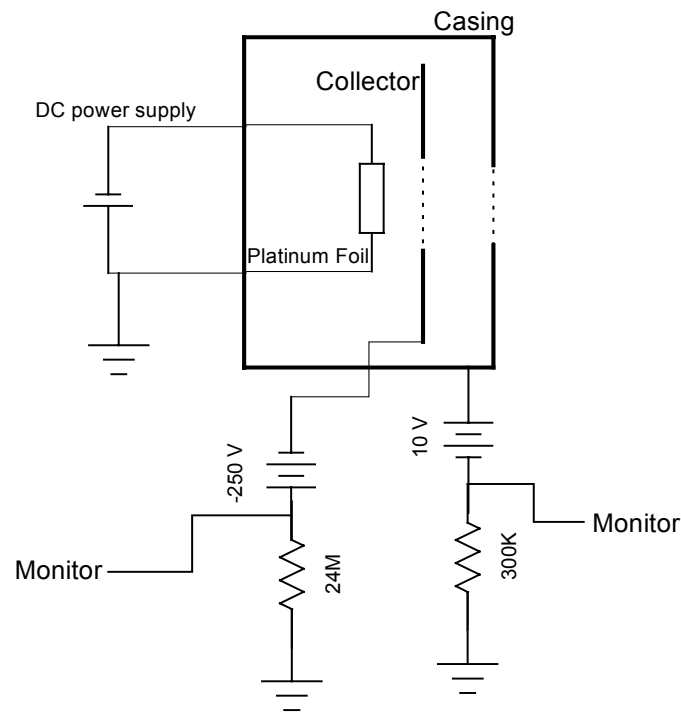 Casing
Collector
DC power supply
Platinum Foil
-250 V
10 V
Monitor
24M
300K
Monitor